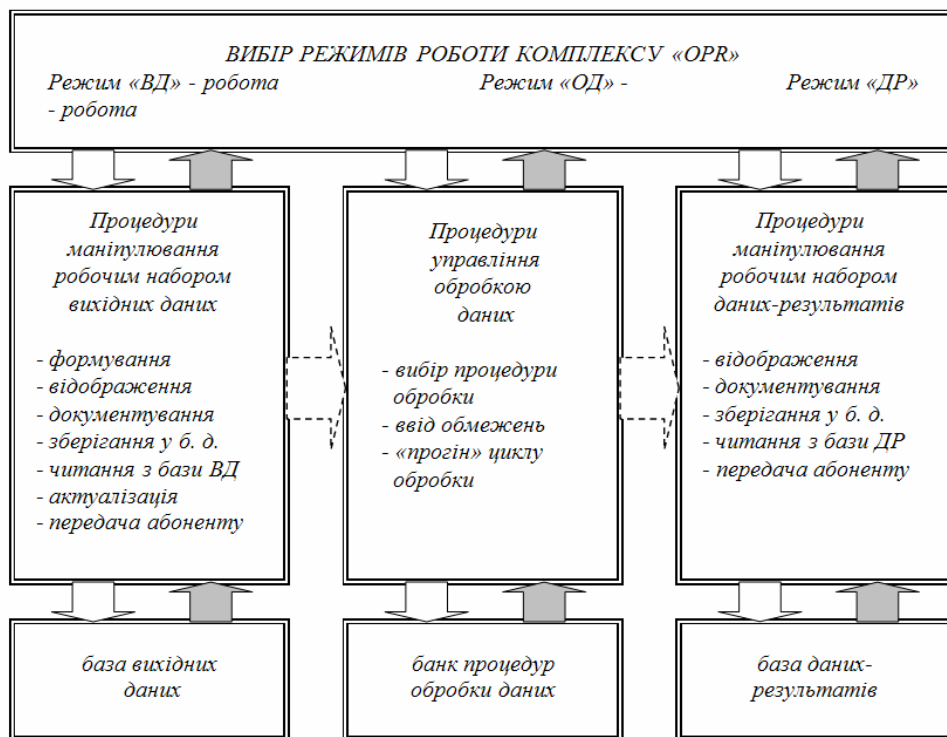 ВИБІР РЕЖИМІВ РОБОТИ КОМПЛЕКСУ «OPR»
Режим «ВД» - робота Режим «ОД» - Режим «ДР»
- робота
Процедури
маніпулювання
робочим набором
вихідних даних
- формування
- відображення
- документування
- зберігання у б. д.
- читання з бази ВД
- актуалізація
- передача абоненту
Процедури
управління
обробкою
даних
- вибір процедури
обробки
- ввід обмежень
- «прогін» циклу
обробки
Процедури
маніпулювання
робочим набором
даних-результатів
- відображення
- документування
- зберігання у б. д.
- читання з бази ДР
- передача абоненту
база вихідних
даних
банк процедур
обробки даних
база даних-
результатів